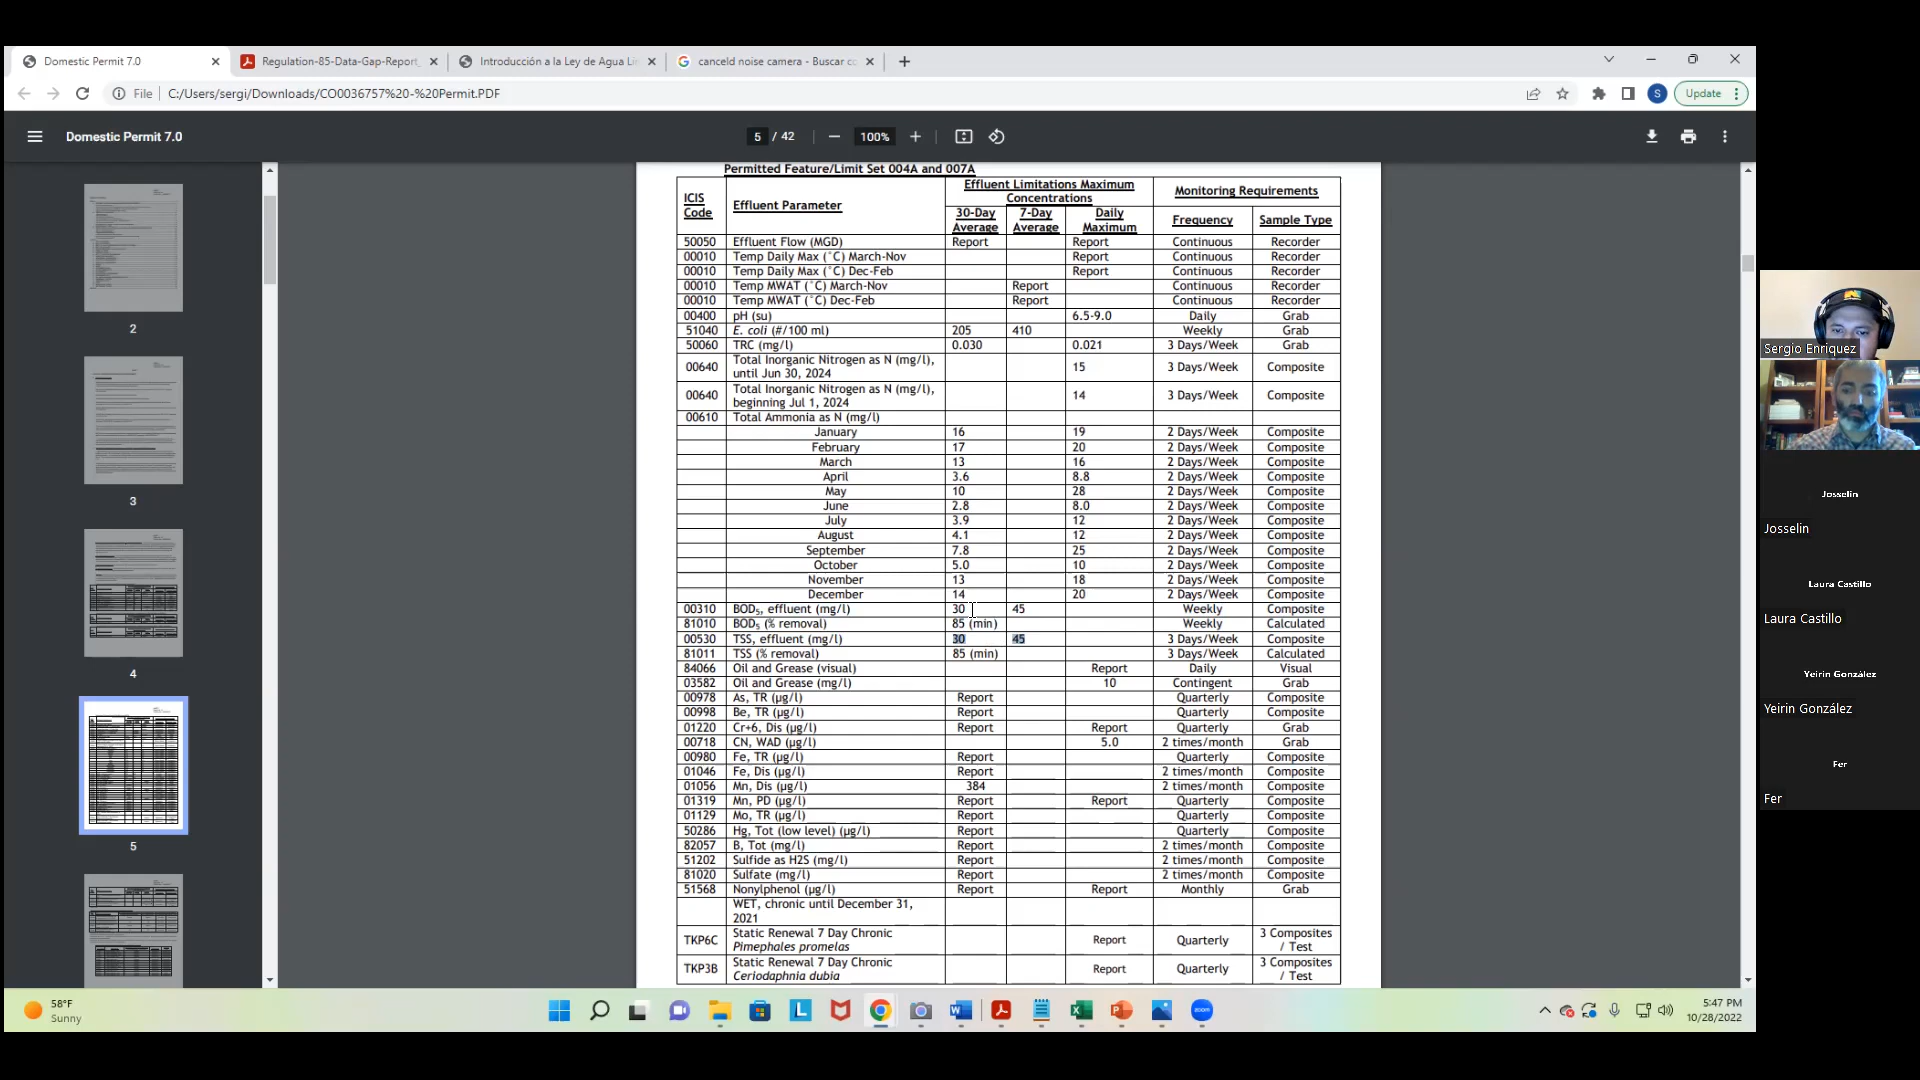 Domestic Permit 7.0
Regulation-85-Data-Gap-Report_
Introducción a la Ley de Agua Li
canceld noise camera - Buscar co
File C:/Users/sergi/Downloads/CO0036757%20-%20Permit.PDF
S
Update
Domestic Permit 7.0
5 / 42
100%
Permitted Feature/Limit Set 004A and 007A
ICIS Code Effluent Parameter Effluent Limitations Maximum Concentrations Monitoring Requirements
30-Day Average 7-Day Average Daily Maximum Frequency Sample Type
50050 Effluent Flow (MGD) Report Report Continuous Recorder
00010 Temp Daily Max (˚C) March-Nov Report Continuous Recorder
00010 Temp Daily Max (˚C) Dec-Feb Report Continuous Recorder
00010 Temp MWAT (˚C) March-Nov Report Continuous Recorder
00010 Temp MWAT (˚C) Dec-Feb Report Continuous Recorder
00400 pH (su) 6.5-9.0 Daily Grab
51040 E. coli (#/100 ml) 205 410 Weekly Grab
50060 TRC (mg/l) 0.030 0.021 3 Days/Week Grab
00640 Total Inorganic Nitrogen as N (mg/l), until Jun 30, 2024 15 3 Days/Week Composite
00640 Total Inorganic Nitrogen as N (mg/l), beginning Jul 1, 2024 14 3 Days/Week Composite
00610 Total Ammonia as N (mg/l)
January 16 19 2 Days/Week Composite
February 17 20 2 Days/Week Composite
March 13 16 2 Days/Week Composite
April 3.6 8.8 2 Days/Week Composite
May 10 28 2 Days/Week Composite
June 2.8 8.0 2 Days/Week Composite
July 3.9 12 2 Days/Week Composite
August 4.1 12 2 Days/Week Composite
September 7.8 25 2 Days/Week Composite
October 5.0 10 2 Days/Week Composite
November 13 18 2 Days/Week Composite
December 14 20 2 Days/Week Composite
00310 BOD₅, effluent (mg/l) 30 45 Weekly Composite
81010 BOD₅ (% removal) 85 (min) Weekly Calculated
00530 TSS, effluent (mg/l) 30 45 3 Days/Week Composite
81011 TSS (% removal) 85 (min) 3 Days/Week Calculated
84066 Oil and Grease (visual) Report Daily Visual
03582 Oil and Grease (mg/l) 10 Contingent Grab
00978 As, TR (µg/l) Report Quarterly Composite
00998 Be, TR (µg/l) Report Quarterly Composite
01220 Cr+6, Dis (µg/l) Report Report Quarterly Grab
00718 CN, WAD (µg/l) 5.0 2 times/month Grab
00980 Fe, TR (µg/l) Report Quarterly Composite
01046 Fe, Dis (µg/l) Report 2 times/month Composite
01056 Mn, Dis (µg/l) 384 2 times/month Composite
01319 Mn, PD (µg/l) Report Report Quarterly Composite
01129 Mo, TR (µg/l) Report Quarterly Composite
50286 Hg, Tot (low level) (µg/l) Report Quarterly Composite
82057 B, Tot (mg/l) Report 2 times/month Composite
51202 Sulfide as H2S (mg/l) Report 2 times/month Composite
81020 Sulfate (mg/l) Report 2 times/month Composite
51568 Nonylphenol (µg/l) Report Report Monthly Grab
WET, chronic until December 31, 2021
TKP6C Static Renewal 7 Day Chronic Pimephales promelas Report Quarterly 3 Composites / Test
TKP3B Static Renewal 7 Day Chronic Ceriodaphnia dubia Report Quarterly 3 Composites / Test
2
3
4
5
Sergio Enriquez
Josselin
Josselin
Laura Castillo
Laura Castillo
Yeirin González
Yeirin González
Fer
Fer
58°F
Sunny
zoom
5:47 PM
10/28/2022